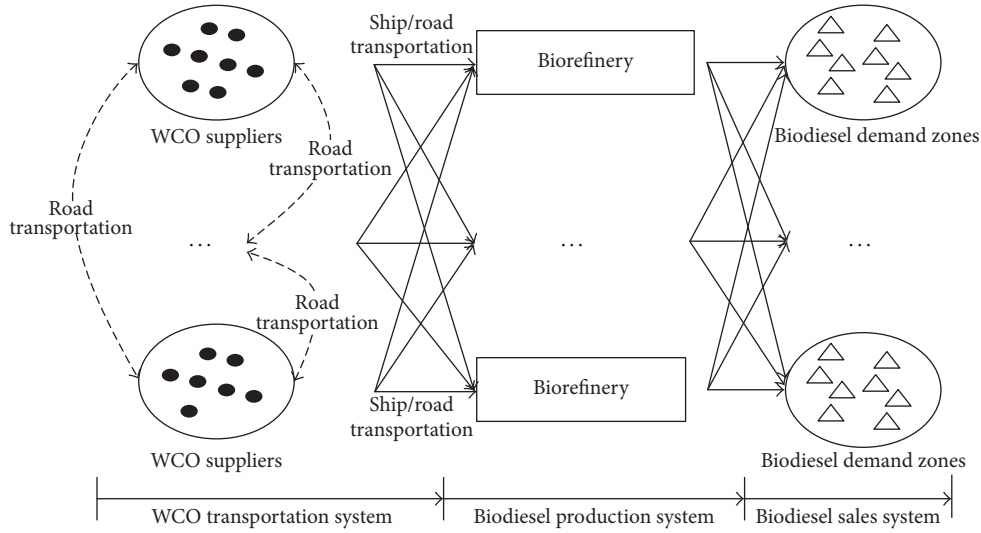 Ship/road
transportation
Biorefinery
WCO suppliers
Biodiesel demand zones
Road
transportation
Road
transportation
...
...
...
Road
transportation
Biorefinery
Ship/road
transportation
WCO suppliers
Biodiesel demand zones
WCO transportation system
Biodiesel production system
Biodiesel sales system